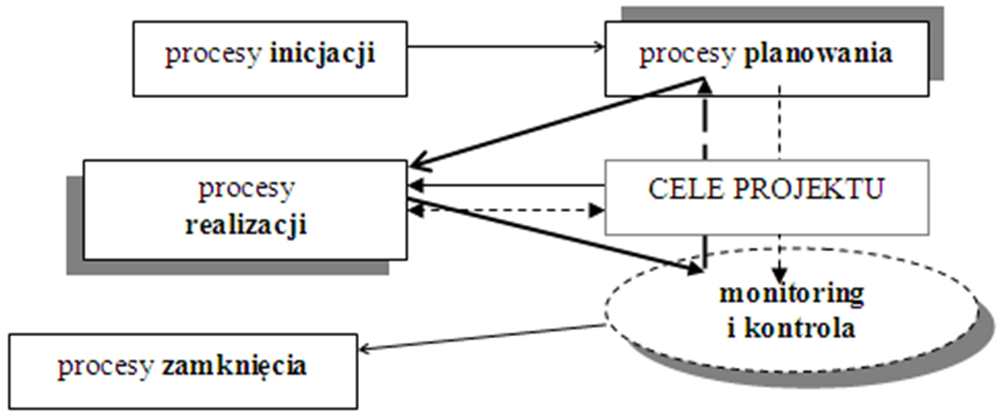 procesy inicjacji
procesy planowania
procesy
realizacji
CELE PROJEKTU
monitoring
i kontrola
procesy zamknięcia